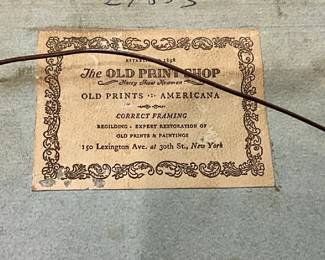 ESTABLISHED 1898
The OLD PRINT SHOP
Harry Shaw Newman
OLD PRINTS AMERICANA
CORRECT FRAMING
REGILDING · EXPERT RESTORATION OF
OLD PRINTS & PAINTINGS
150 Lexington Ave. at 30th St., New York